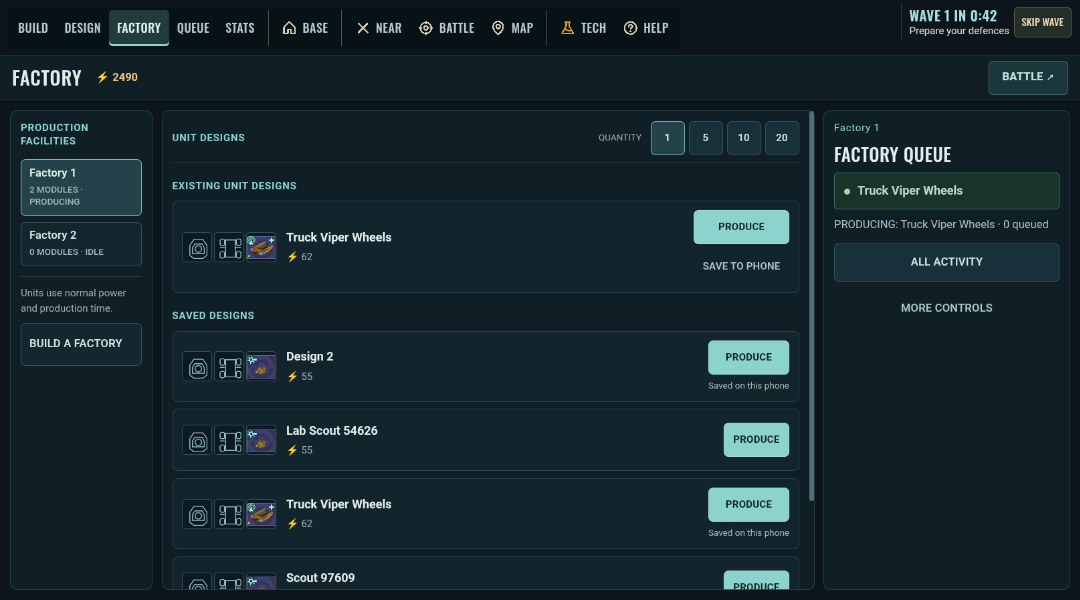 BUILD DESIGN FACTORY QUEUE STATS BASE NEAR BATTLE MAP TECH HELP
WAVE 1 IN 0:42
Prepare your defences
SKIP WAVE
FACTORY ⚡ 2490
BATTLE ↗
PRODUCTION
FACILITIES
Factory 1
2 MODULES ·
PRODUCING
Factory 2
0 MODULES · IDLE
Units use normal power
and production time.
BUILD A FACTORY
UNIT DESIGNS
QUANTITY 1 5 10 20
EXISTING UNIT DESIGNS
Truck Viper Wheels
⚡ 62
PRODUCE
SAVE TO PHONE
SAVED DESIGNS
Design 2
⚡ 55
PRODUCE
Saved on this phone
Lab Scout 54626
⚡ 55
PRODUCE
Truck Viper Wheels
⚡ 62
PRODUCE
Saved on this phone
Scout 97609
PRODUCE
Factory 1
FACTORY QUEUE
● Truck Viper Wheels
PRODUCING: Truck Viper Wheels · 0 queued
ALL ACTIVITY
MORE CONTROLS